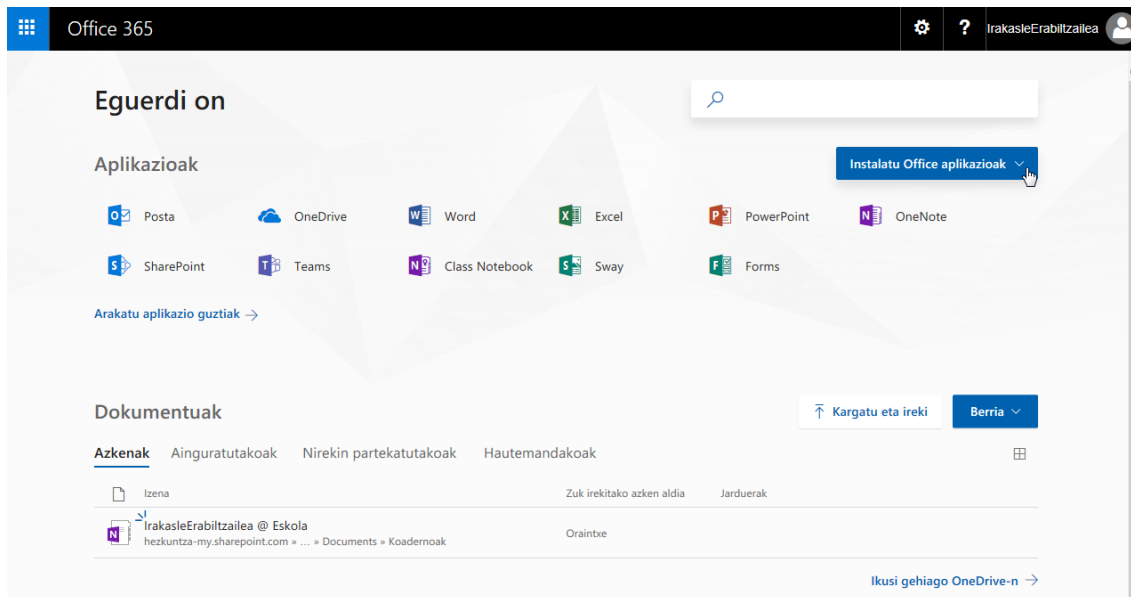 Office 365
? IrakasleErabiltzailea
Eguerdi on
Aplikazioak
Instalatu Office aplikazioak
Posta
OneDrive
Word
Excel
PowerPoint
OneNote
SharePoint
Teams
Class Notebook
Sway
Forms
Arakatu aplikazio guztiak →
Dokumentuak
Kargatu eta ireki
Berria
Azkenak
Ainguratutakoak
Nirekin partekatutakoak
Hautemandakoak
Izena
Zuk irekitako azken aldia
Jarduerak
IrakasleErabiltzailea @ Eskola
hezkuntza-my.sharepoint.com » ... » Documents » Koadernoak
Oraintxe
Ikusi gehiago OneDrive-n →